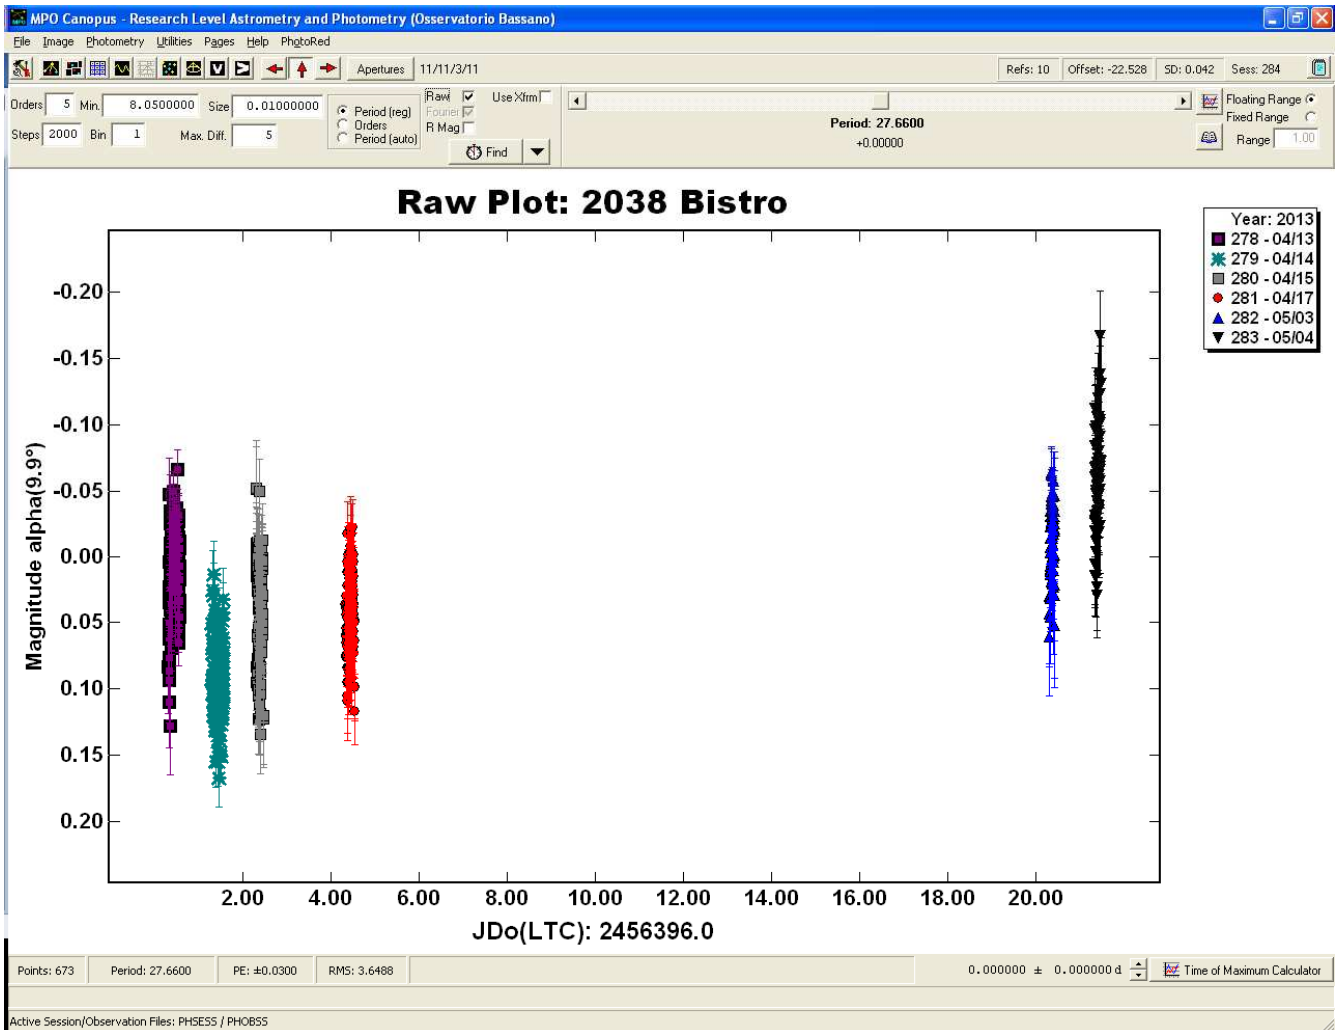 MPO Canopus - Research Level Astrometry and Photometry (Osservatorio Bassano)
File Image Photometry Utilities Pages Help PhotoRed
Apertures 11/11/3/11 Refs: 10 Offset: -22.528 SD: 0.042 Sess: 284
Orders 5 Min. 8.0500000 Size 0.01000000
Steps 2000 Bin 1 Max. Diff. 5
Period (reg)
Orders
Period (auto)
Raw Use Xfrm
Fourier
R Mag
Find
Period: 27.6600
+0.00000
Floating Range
Fixed Range
Range 1.00
Raw Plot: 2038 Bistro
Year: 2013
278 - 04/13
279 - 04/14
280 - 04/15
281 - 04/17
282 - 05/03
283 - 05/04
Magnitude alpha(9.9°)
-0.20
-0.15
-0.10
-0.05
0.00
0.05
0.10
0.15
0.20
2.00 4.00 6.00 8.00 10.00 12.00 14.00 16.00 18.00 20.00
JDo(LTC): 2456396.0
Points: 673 Period: 27.6600 PE: ±0.0300 RMS: 3.6488 0.000000 ± 0.000000 d Time of Maximum Calculator
Active Session/Observation Files: PHSESS / PHOBSS